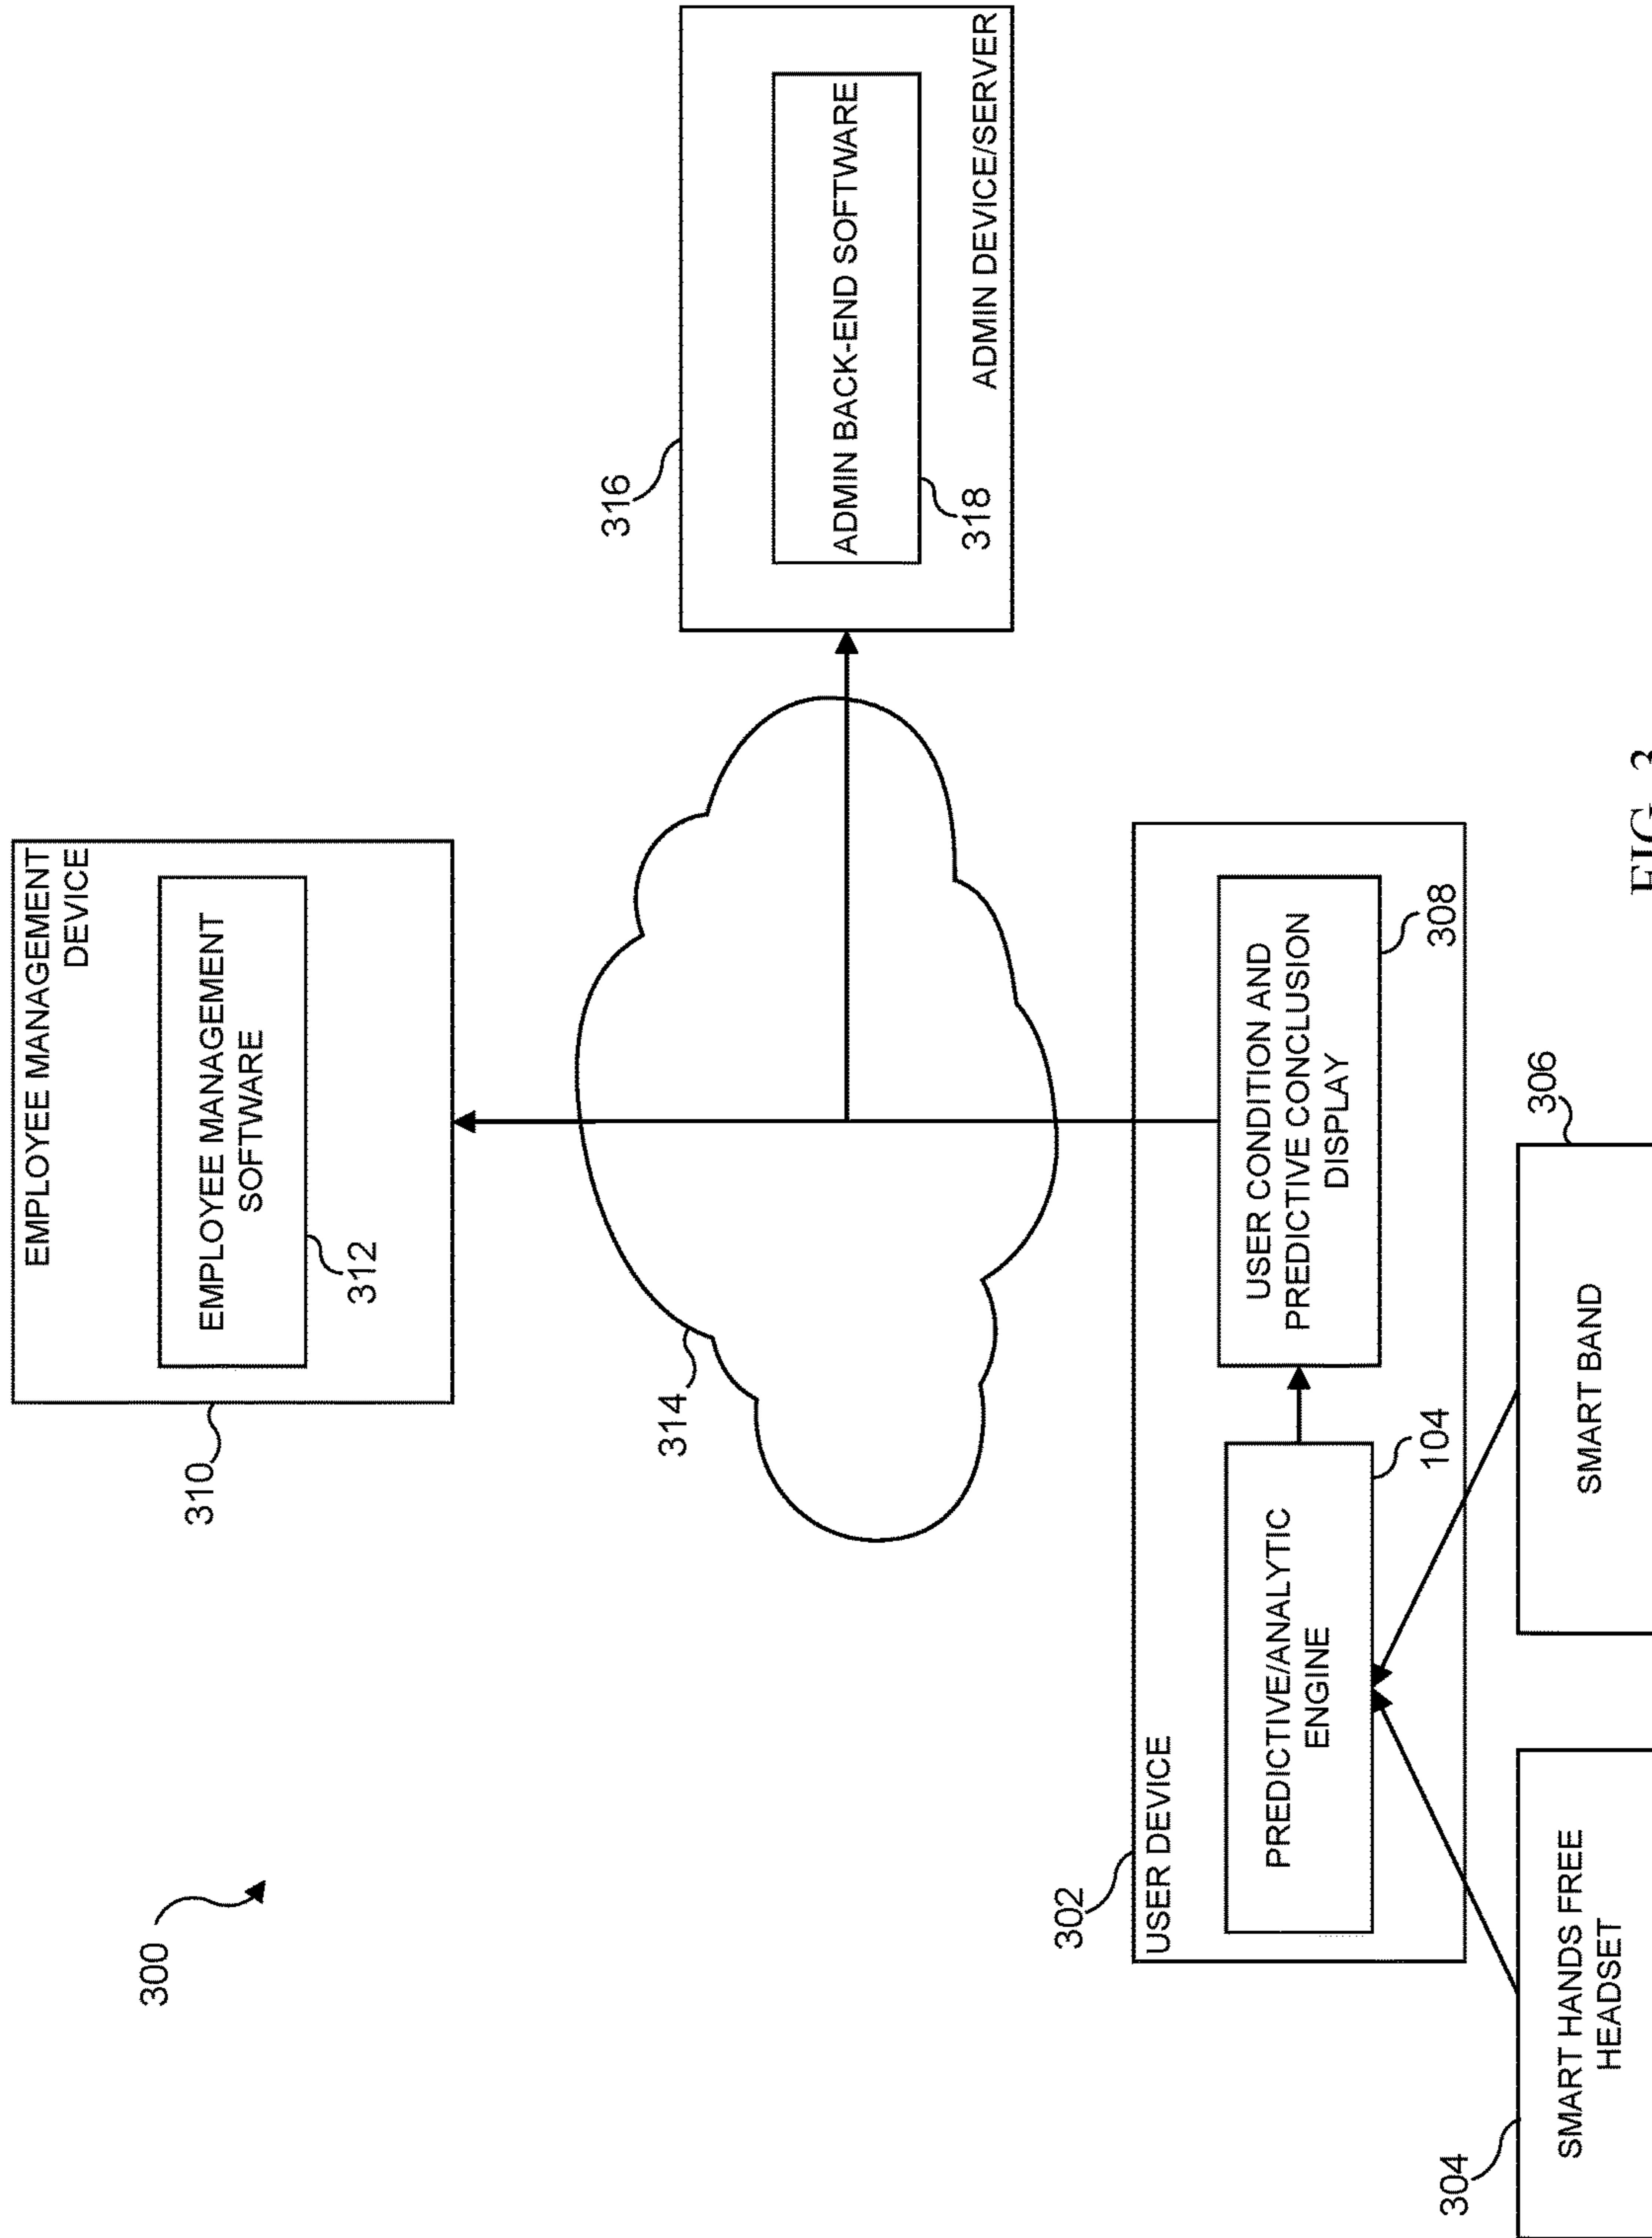 300
310
EMPLOYEE MANAGEMENT
DEVICE
EMPLOYEE MANAGEMENT
SOFTWARE
312
314
316
ADMIN BACK-END SOFTWARE
318
ADMIN DEVICE/SERVER
302
USER DEVICE
PREDICTIVE/ANALYTIC
ENGINE
104
USER CONDITION AND
PREDICTIVE CONCLUSION
DISPLAY
308
304
SMART HANDS FREE
HEADSET
306
SMART BAND
FIG. 3